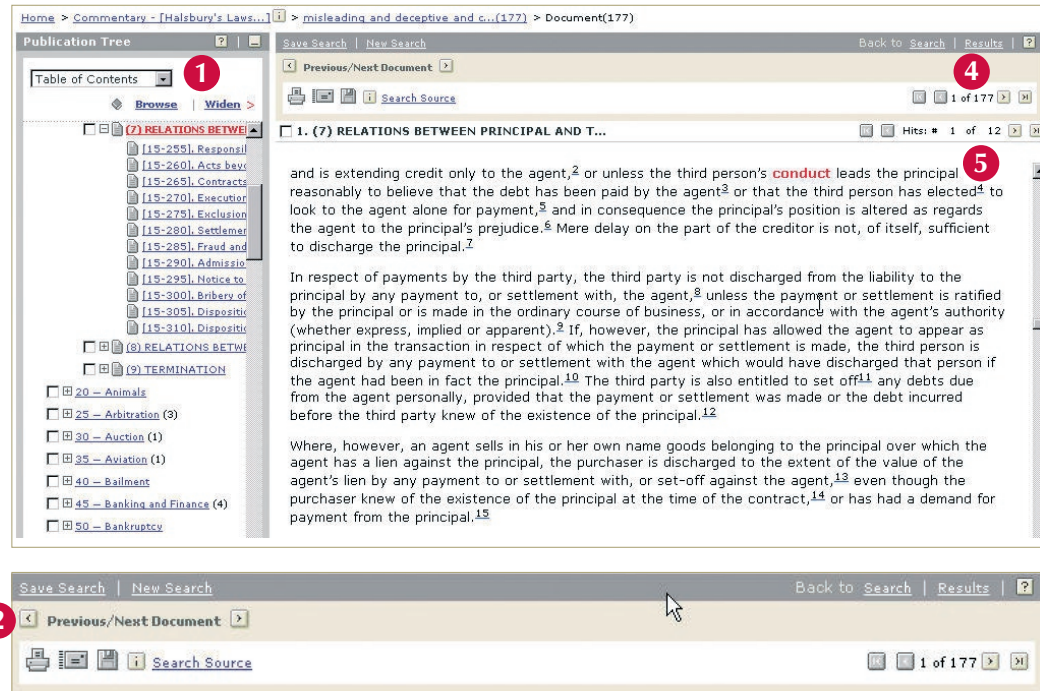 Home > Commentary - [Halsbury's Laws...] i > misleading and deceptive and c...(177) > Document(177)
Publication Tree ? | _
Table of Contents 1
Browse | Widen >
(7) RELATIONS BETWE
[15-255]. Responsil
[15-260]. Acts beyo
[15-265]. Contracts
[15-270]. Execution
[15-275]. Exclusion
[15-280]. Settlemer
[15-285]. Fraud and
[15-290]. Admissio
[15-295]. Notice to
[15-300]. Bribery of
[15-305]. Dispositic
[15-310]. Dispositic
(8) RELATIONS BETWE
(9) TERMINATION
20 — Animals
25 — Arbitration (3)
30 — Auction (1)
35 — Aviation (1)
40 — Bailment
45 — Banking and Finance (4)
50 — Bankruptcy
Save Search | New Search Back to Search | Results | ?
< Previous/Next Document >
4
i Search Source 1 of 177
1. (7) RELATIONS BETWEEN PRINCIPAL AND T... Hits: # 1 of 12
5
and is extending credit only to the agent,2 or unless the third person's conduct leads the principal
reasonably to believe that the debt has been paid by the agent3 or that the third person has elected4 to
look to the agent alone for payment,5 and in consequence the principal's position is altered as regards
the agent to the principal's prejudice.6 Mere delay on the part of the creditor is not, of itself, sufficient
to discharge the principal.7
In respect of payments by the third party, the third party is not discharged from the liability to the
principal by any payment to, or settlement with, the agent,8 unless the payment or settlement is ratified
by the principal or is made in the ordinary course of business, or in accordance with the agent's authority
(whether express, implied or apparent).9 If, however, the principal has allowed the agent to appear as
principal in the transaction in respect of which the payment or settlement is made, the third person is
discharged by any payment to or settlement with the agent which would have discharged that person if
the agent had been in fact the principal.10 The third party is also entitled to set off11 any debts due
from the agent personally, provided that the payment or settlement was made or the debt incurred
before the third party knew of the existence of the principal.12
Where, however, an agent sells in his or her own name goods belonging to the principal over which the
agent has a lien against the principal, the purchaser is discharged to the extent of the value of the
agent's lien by any payment to or settlement with, or set-off against the agent,13 even though the
purchaser knew of the existence of the principal at the time of the contract,14 or has had a demand for
payment from the principal.15
Save Search | New Search Back to Search | Results | ?
2 < Previous/Next Document >
i Search Source 1 of 177